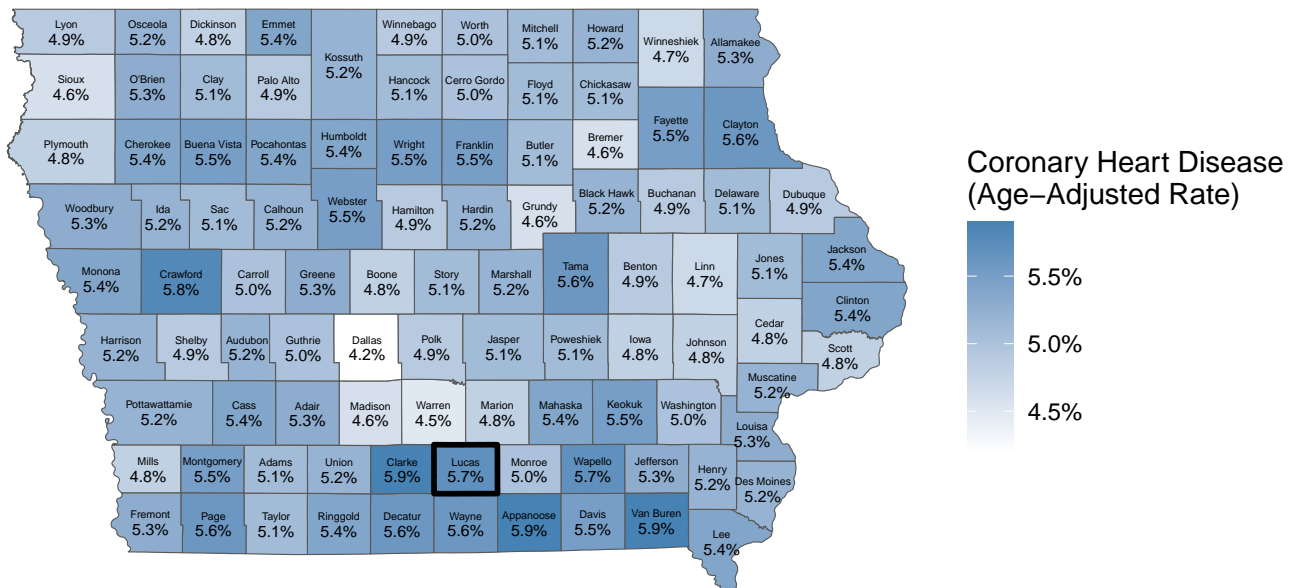 Lyon
4.9%
Osceola
5.2%
Dickinson
4.8%
Emmet
5.4%
Kossuth
5.2%
Winnebago
4.9%
Worth
5.0%
Mitchell
5.1%
Howard
5.2%
Winneshiek
4.7%
Allamakee
5.3%
Sioux
4.6%
O'Brien
5.3%
Clay
5.1%
Palo Alto
4.9%
Hancock
5.1%
Cerro Gordo
5.0%
Floyd
5.1%
Chickasaw
5.1%
Fayette
5.5%
Clayton
5.6%
Plymouth
4.8%
Cherokee
5.4%
Buena Vista
5.5%
Pocahontas
5.4%
Humboldt
5.4%
Wright
5.5%
Franklin
5.5%
Butler
5.1%
Bremer
4.6%
Woodbury
5.3%
Ida
5.2%
Sac
5.1%
Calhoun
5.2%
Webster
5.5%
Hamilton
4.9%
Hardin
5.2%
Grundy
4.6%
Black Hawk
5.2%
Buchanan
4.9%
Delaware
5.1%
Dubuque
4.9%
Monona
5.4%
Crawford
5.8%
Carroll
5.0%
Greene
5.3%
Boone
4.8%
Story
5.1%
Marshall
5.2%
Tama
5.6%
Benton
4.9%
Linn
4.7%
Jones
5.1%
Jackson
5.4%
Clinton
5.4%
Harrison
5.2%
Shelby
4.9%
Audubon
5.2%
Guthrie
5.0%
Dallas
4.2%
Polk
4.9%
Jasper
5.1%
Poweshiek
5.1%
Iowa
4.8%
Johnson
4.8%
Cedar
4.8%
Scott
4.8%
Muscatine
5.2%
Pottawattamie
5.2%
Cass
5.4%
Adair
5.3%
Madison
4.6%
Warren
4.5%
Marion
4.8%
Mahaska
5.4%
Keokuk
5.5%
Washington
5.0%
Louisa
5.3%
Mills
4.8%
Montgomery
5.5%
Adams
5.1%
Union
5.2%
Clarke
5.9%
Lucas
5.7%
Monroe
5.0%
Wapello
5.7%
Jefferson
5.3%
Henry
5.2%
Des Moines
5.2%
Fremont
5.3%
Page
5.6%
Taylor
5.1%
Ringgold
5.4%
Decatur
5.6%
Wayne
5.6%
Appanoose
5.9%
Davis
5.5%
Van Buren
5.9%
Lee
5.4%
Coronary Heart Disease
(Age−Adjusted Rate)
5.5%
5.0%
4.5%